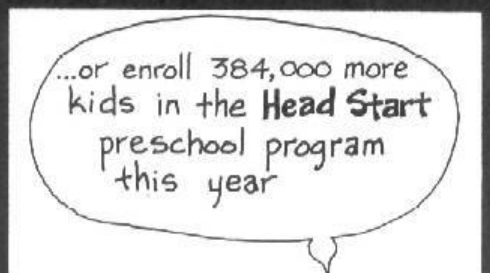 ...or enroll 384,000 more
kids in the Head Start
preschool program
this year